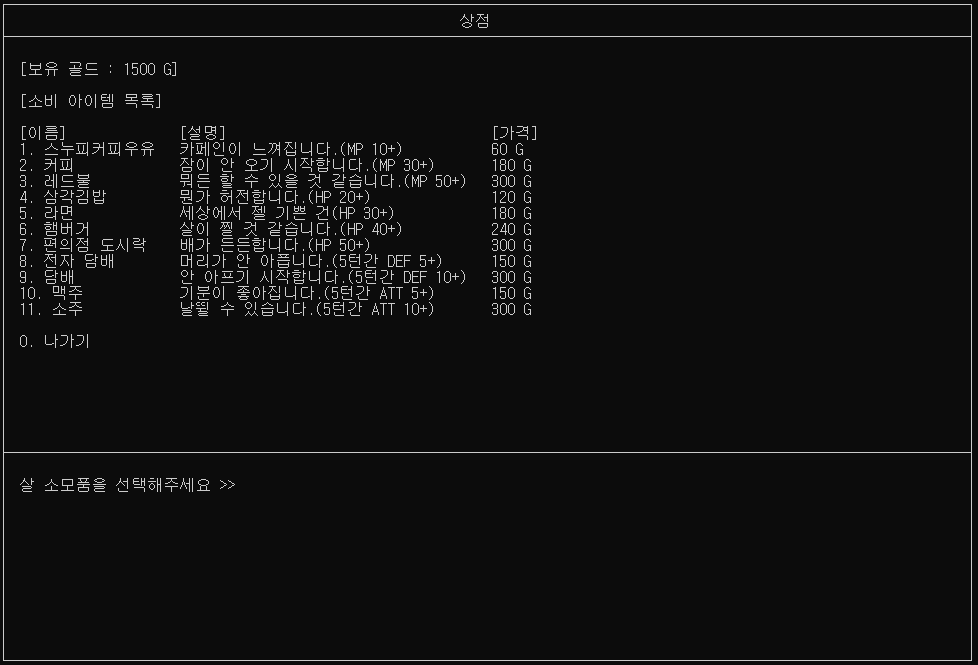 상점
[보유 골드 : 1500 G]
[소비 아이템 목록]
[이름] [설명] [가격]
1. 스누피커피우유 카페인이 느껴집니다.(MP 10+) 60 G
2. 커피 잠이 안 오기 시작합니다.(MP 30+) 180 G
3. 레드불 뭐든 할 수 있을 것 같습니다.(MP 50+) 300 G
4. 삼각김밥 뭔가 허전합니다.(HP 20+) 120 G
5. 라면 세상에서 젤 기쁜 건(HP 30+) 180 G
6. 햄버거 살이 찔 것 같습니다.(HP 40+) 240 G
7. 편의점 도시락 배가 든든합니다.(HP 50+) 300 G
8. 전자 담배 머리가 안 아픕니다.(5턴간 DEF 5+) 150 G
9. 담배 안 아프기 시작합니다.(5턴간 DEF 10+) 300 G
10. 맥주 기분이 좋아집니다.(5턴간 ATT 5+) 150 G
11. 소주 날뛸 수 있습니다.(5턴간 ATT 10+) 300 G
0. 나가기
살 소모품을 선택해주세요 >>